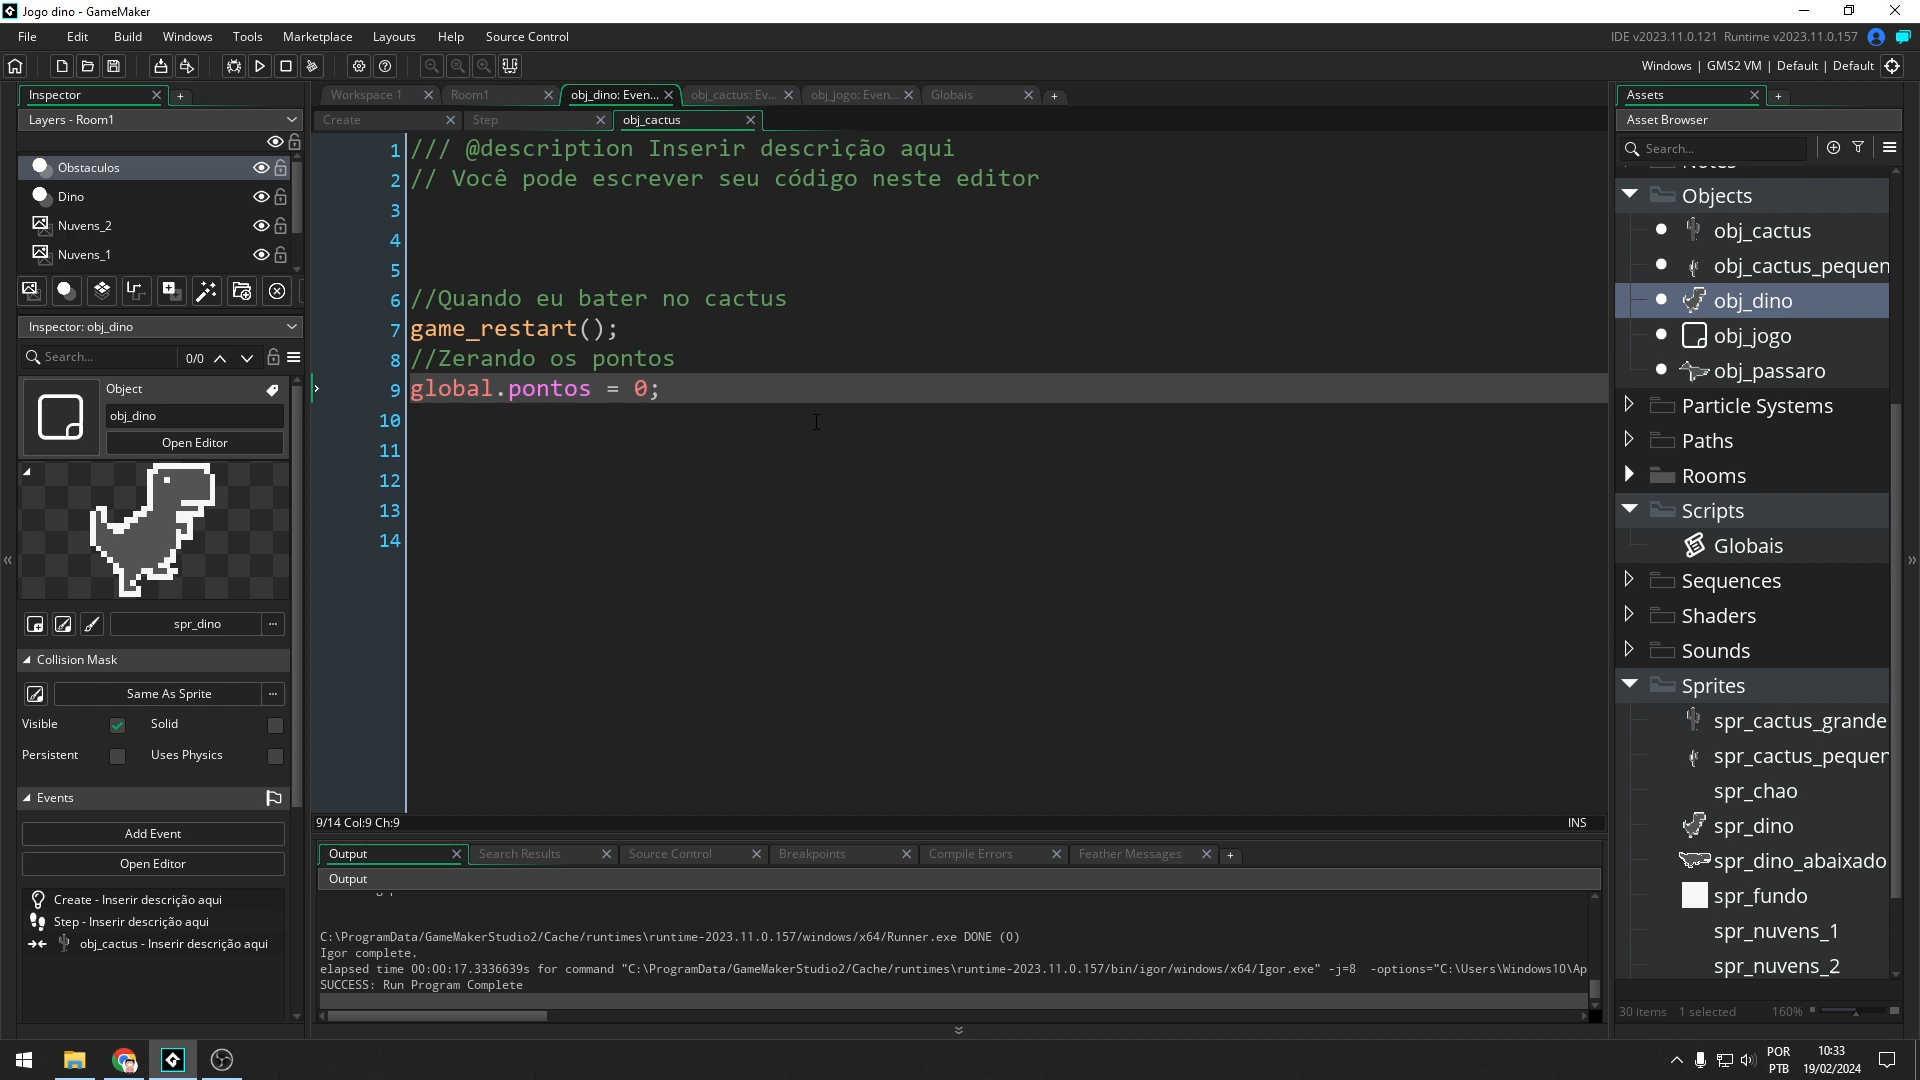 Jogo dino - GameMaker
File Edit Build Windows Tools Marketplace Layouts Help Source Control
IDE v2023.11.0.121 Runtime v2023.11.0.157
Windows | GMS2 VM | Default | Default
Inspector
Layers - Room1
Obstaculos
Dino
Nuvens_2
Nuvens_1
Inspector: obj_dino
Search... 0/0
Object
obj_dino
Open Editor
spr_dino
Collision Mask
Same As Sprite
Visible Solid
Persistent Uses Physics
Events
Add Event
Open Editor
Create - Inserir descrição aqui
Step - Inserir descrição aqui
obj_cactus - Inserir descrição aqui
Workspace 1 Room1 obj_dino: Even... obj_cactus: Ev... obj_jogo: Even... Globais
Create Step obj_cactus
1 /// @description Inserir descrição aqui
2 // Você pode escrever seu código neste editor
3
4
5
6 //Quando eu bater no cactus
7 game_restart();
8 //Zerando os pontos
9 global.pontos = 0;
10
11
12
13
14
9/14 Col:9 Ch:9 INS
Output Search Results Source Control Breakpoints Compile Errors Feather Messages
Output
C:\ProgramData/GameMakerStudio2/Cache/runtimes\runtime-2023.11.0.157/windows/x64/Runner.exe DONE (0)
Igor complete.
elapsed time 00:00:17.3336639s for command "C:\ProgramData/GameMakerStudio2/Cache/runtimes\runtime-2023.11.0.157/bin/igor/windows/x64/Igor.exe" -j=8 -options="C:\Users\Windows10\Ap
SUCCESS: Run Program Complete
Assets
Asset Browser
Search...
Objects
obj_cactus
obj_cactus_pequen
obj_dino
obj_jogo
obj_passaro
Particle Systems
Paths
Rooms
Scripts
Globais
Sequences
Shaders
Sounds
Sprites
spr_cactus_grande
spr_cactus_pequer
spr_chao
spr_dino
spr_dino_abaixado
spr_fundo
spr_nuvens_1
spr_nuvens_2
30 items 1 selected 160%
POR
PTB
10:33
19/02/2024